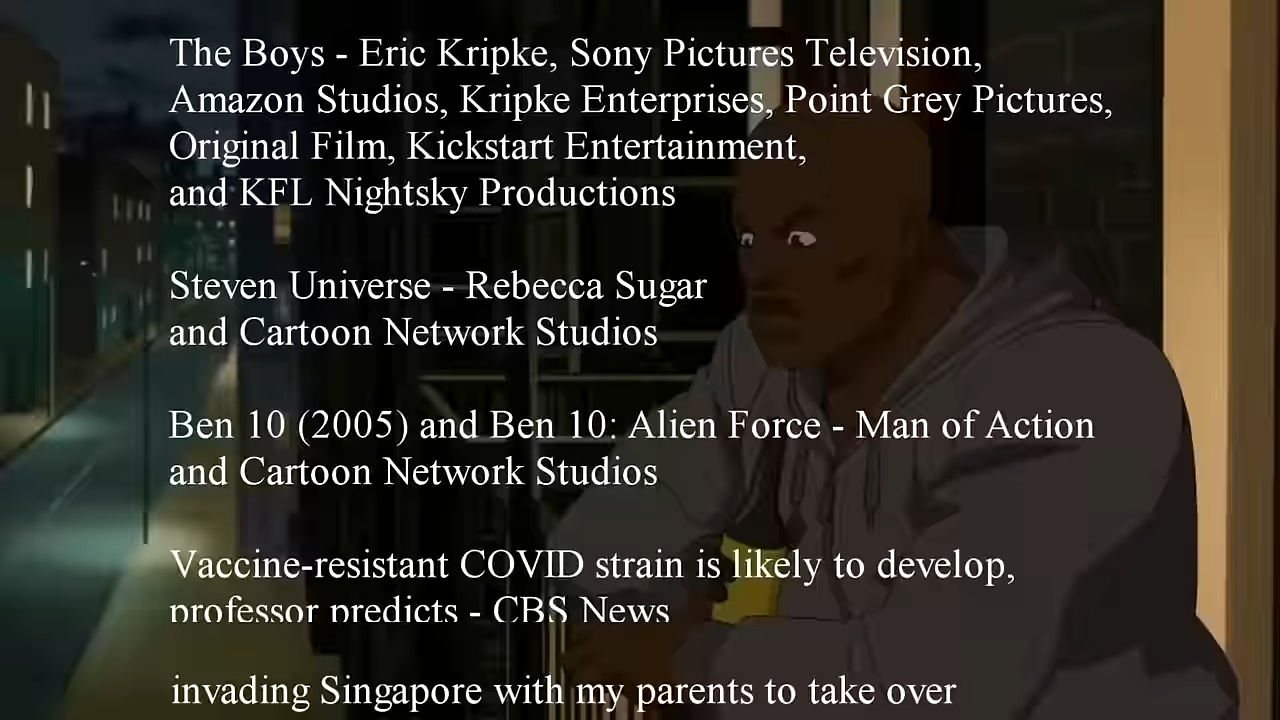 The Boys - Eric Kripke, Sony Pictures Television,
Amazon Studios, Kripke Enterprises, Point Grey Pictures,
Original Film, Kickstart Entertainment,
and KFL Nightsky Productions
Steven Universe - Rebecca Sugar
and Cartoon Network Studios
Ben 10 (2005) and Ben 10: Alien Force - Man of Action
and Cartoon Network Studios
Vaccine-resistant COVID strain is likely to develop,
professor predicts - CBS News
invading Singapore with my parents to take over